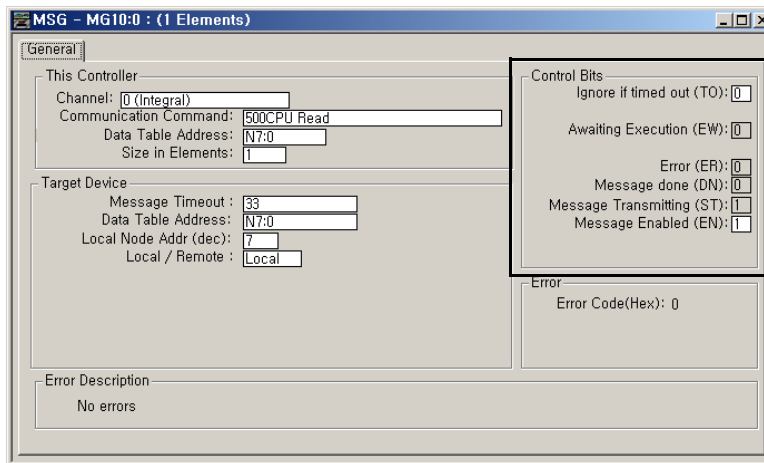 MSG - MG10:0 : (1 Elements)
General
This Controller
Channel: 0 (Integral)
Communication Command: 500CPU Read
Data Table Address: N7:0
Size in Elements: 1
Target Device
Message Timeout : 33
Data Table Address: N7:0
Local Node Addr (dec): 7
Local / Remote : Local
Control Bits
Ignore if timed out (TO): 0
Awaiting Execution (EW): 0
Error (ER): 0
Message done (DN): 0
Message Transmitting (ST): 1
Message Enabled (EN): 1
Error
Error Code(Hex): 0
Error Description
No errors